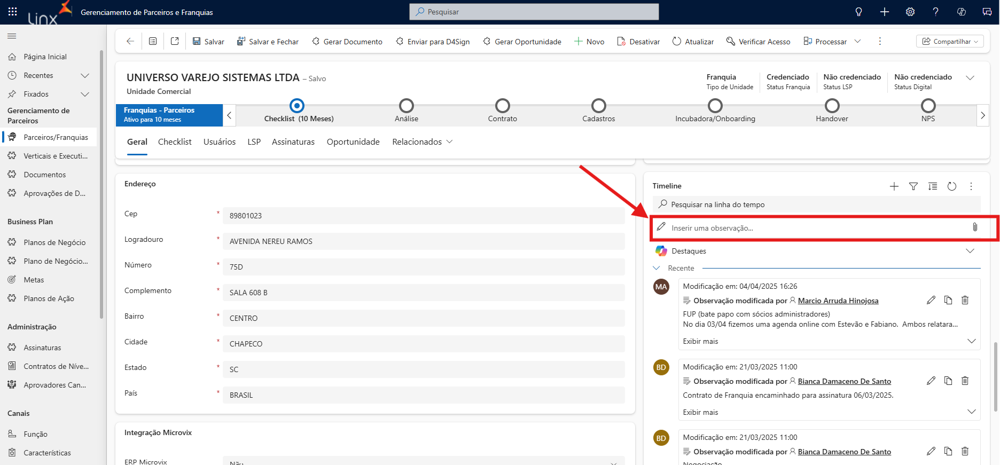 Linx
Gerenciamento de Parceiros e Franquias
Pesquisar
Página Inicial
Recentes
Fixados
Gerenciamento de
Parceiros
Parceiros/Franquias
Verticais e Executi...
Documentos
Aprovações de D...
Business Plan
Planos de Negócio
Plano de Negócio...
Metas
Planos de Ação
Administração
Assinaturas
Contratos de Níve...
Aprovadores Can...
Canais
Função
Características
Salvar
Salvar e Fechar
Gerar Documento
Enviar para D4Sign
Gerar Oportunidade
Novo
Desativar
Atualizar
Verificar Acesso
Processar
Compartilhar
UNIVERSO VAREJO SISTEMAS LTDA – Salvo
Unidade Comercial
Franquia
Tipo de Unidade
Credenciado
Status Franquia
Não credenciado
Status LSP
Não credenciado
Status Digital
Franquias - Parceiros
Ativo para 10 meses
Checklist (10 Meses)
Análise
Contrato
Cadastros
Incubadora/Onboarding
Handover
NPS
Geral
Checklist
Usuários
LSP
Assinaturas
Oportunidade
Relacionados
Endereço
Cep * 89801023
Logradouro * AVENIDA NEREU RAMOS
Número * 75D
Complemento * SALA 608 B
Bairro * CENTRO
Cidade * CHAPECO
Estado * SC
País * BRASIL
Integração Microvix
ERP Microvix Não
Timeline
Pesquisar na linha do tempo
Inserir uma observação...
Destaques
Recente
MA
Modificação em: 04/04/2025 16:26
Observação modificada por Marcio Arruda Hinojosa
FUP (bate papo com sócios administradores)
No dia 03/04 fizemos uma agenda online com Estevão e Fabiano. Ambos relatara...
Exibir mais
BD
Modificação em: 21/03/2025 11:00
Observação modificada por Bianca Damaceno De Santo
Contrato de Franquia encaminhado para assinatura 06/03/2025.
Exibir mais
BD
Modificação em: 21/03/2025 11:00
Observação modificada por Bianca Damaceno De Santo
Negociação